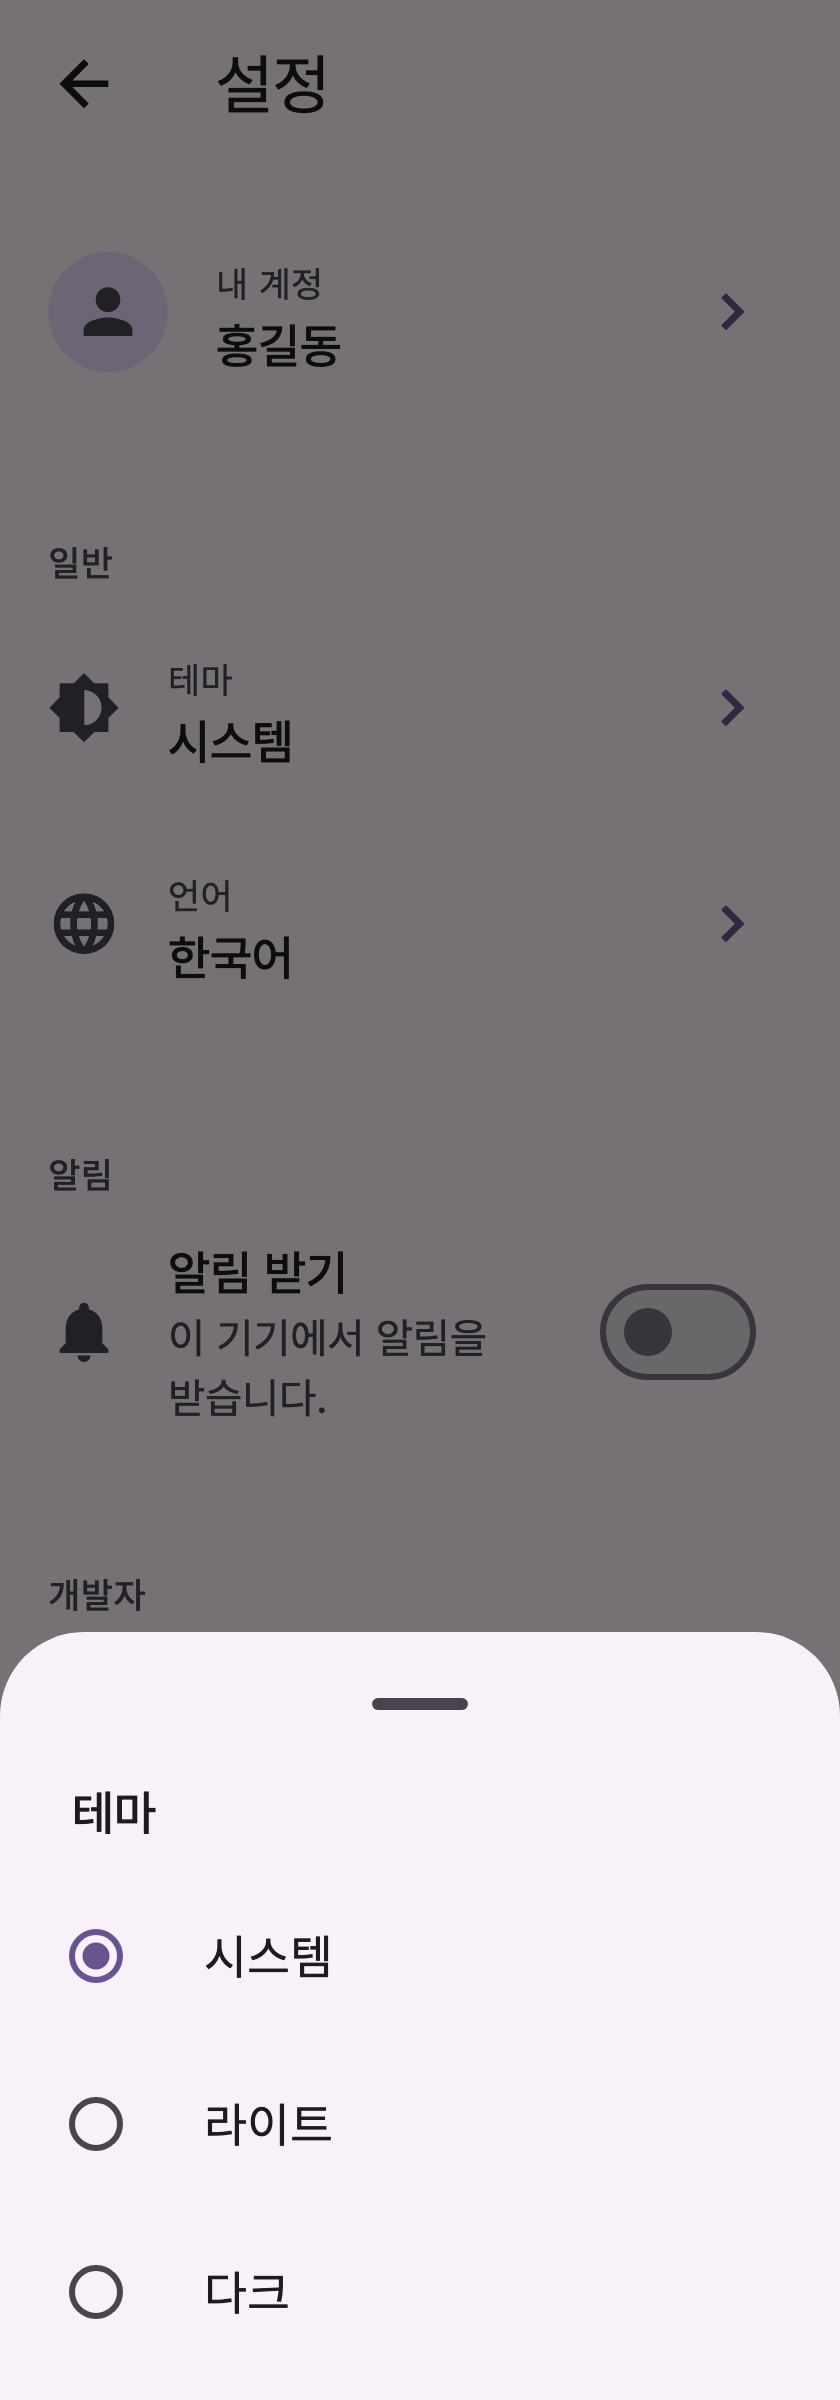 설정
내 계정
홍길동
일반
테마
시스템
언어
한국어
알림
알림 받기
이 기기에서 알림을
받습니다.
개발자
테마
시스템
라이트
다크